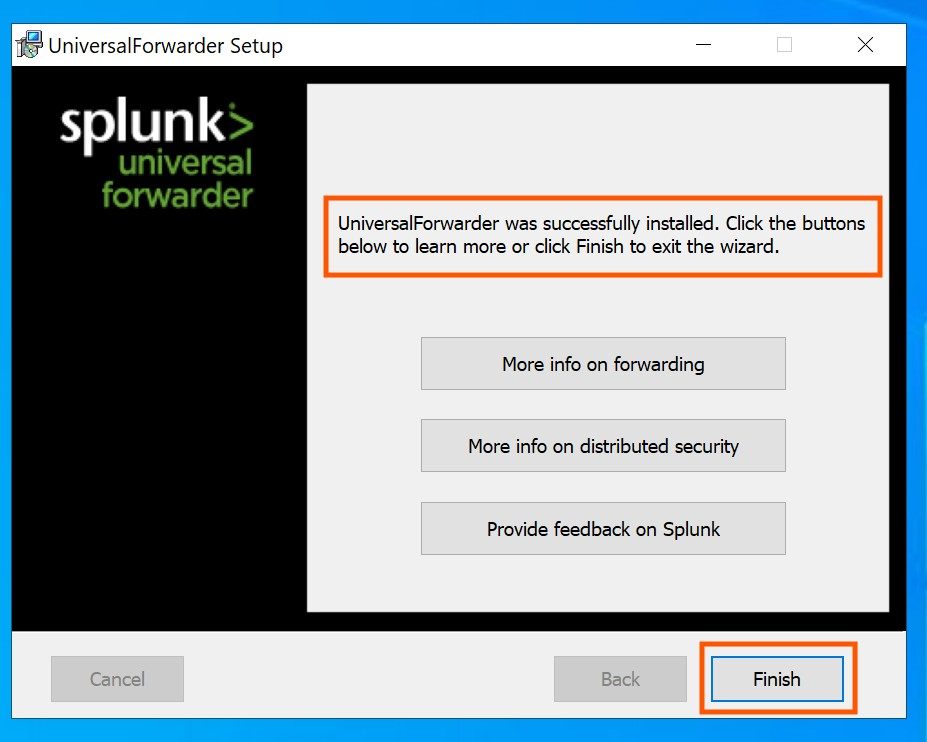 UniversalForwarder Setup
splunk>
universal
forwarder
UniversalForwarder was successfully installed. Click the buttons
below to learn more or click Finish to exit the wizard.
More info on forwarding
More info on distributed security
Provide feedback on Splunk
Cancel
Back
Finish